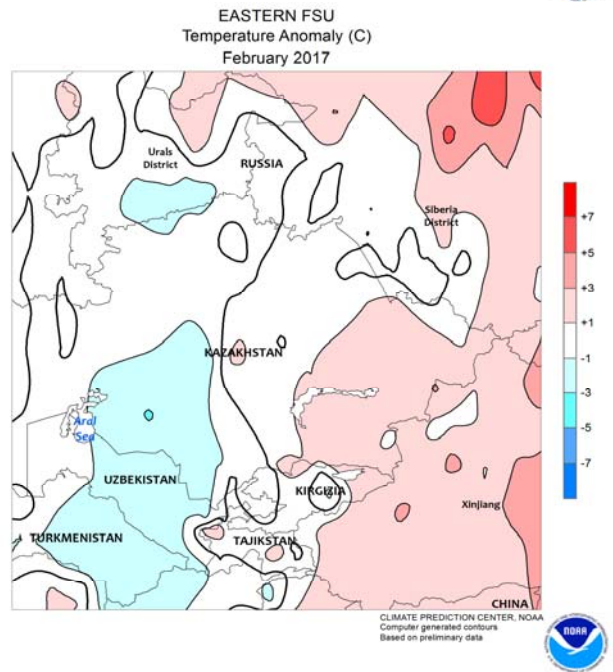 EASTERN FSU
Temperature Anomaly (C)
February 2017
Urals
District
RUSSIA
Siberia
District
KAZAKHSTAN
Aral
Sea
UZBEKISTAN
KIRGIZIA
Xinjiang
TURKMENISTAN
TAJIKSTAN
CHINA
+7
+5
+3
+1
-1
-3
-5
-7
CLIMATE PREDICTION CENTER, NOAA
Computer generated contours
Based on preliminary data
NOAA